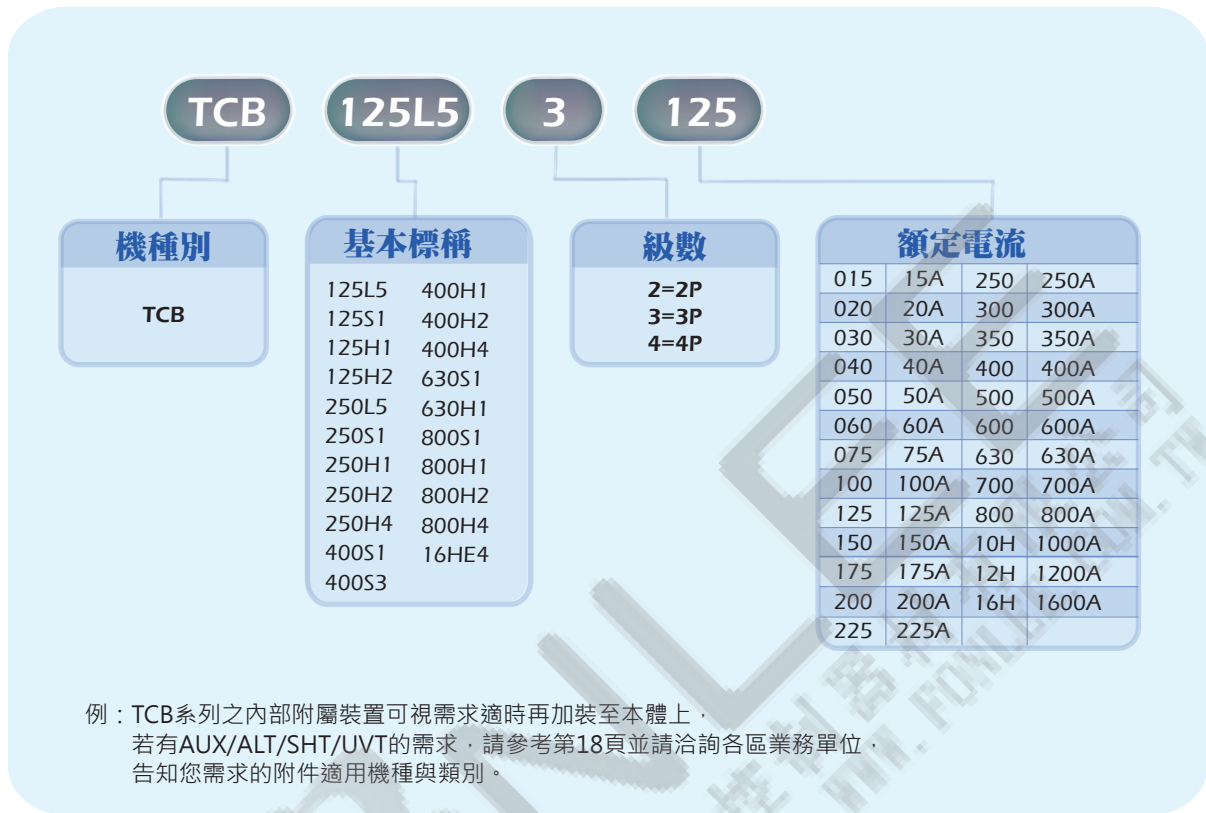 TCB 125L5 3 125
機種別
TCB
基本標稱
125L5 400H1
125S1 400H2
125H1 400H4
125H2 630S1
250L5 630H1
250S1 800S1
250H1 800H1
250H2 800H2
250H4 800H4
400S1 16HE4
400S3
級數
2=2P
3=3P
4=4P
額定電流
015 15A 250 250A
020 20A 300 300A
030 30A 350 350A
040 40A 400 400A
050 50A 500 500A
060 60A 600 600A
075 75A 630 630A
100 100A 700 700A
125 125A 800 800A
150 150A 10H 1000A
175 175A 12H 1200A
200 200A 16H 1600A
225 225A
例：TCB系列之內部附屬裝置可視需求適時再加裝至本體上，
若有AUX/ALT/SHT/UVT的需求，請參考第18頁並請洽詢各區業務單位，
告知您需求的附件適用機種與類別。